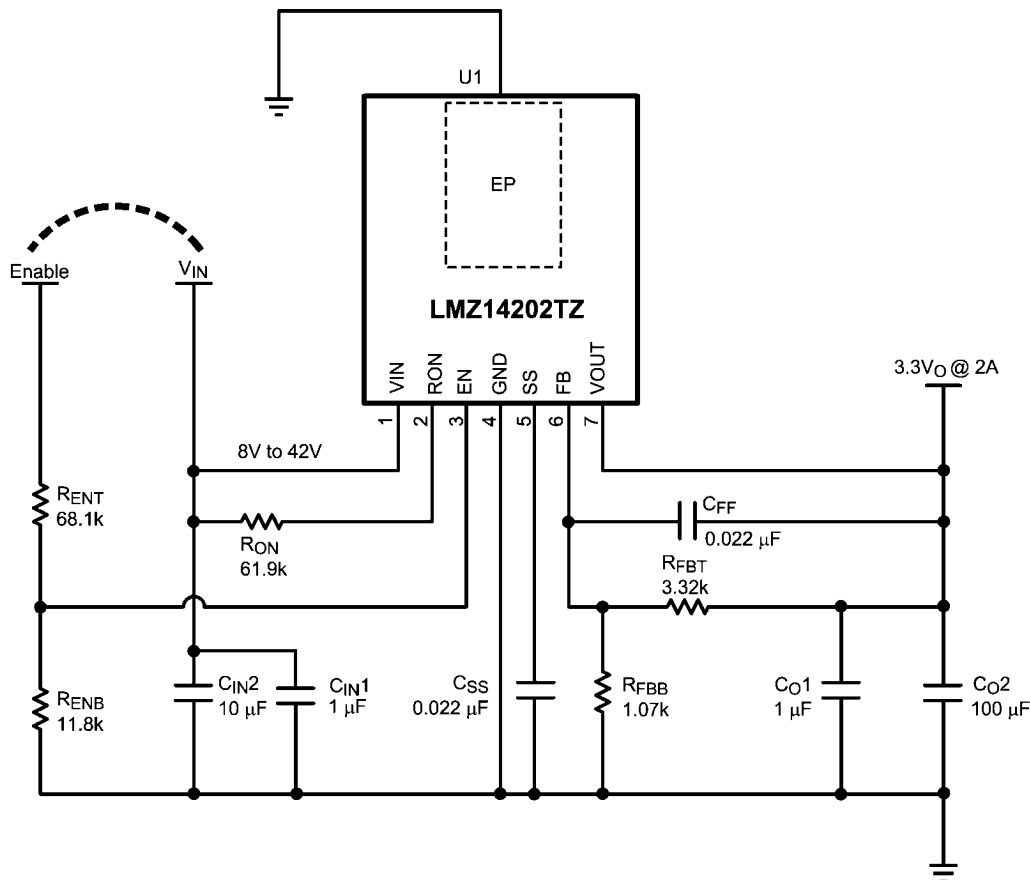 U1
EP
LMZ14202TZ
Enable
VIN
VIN
RON
EN
GND
SS
FB
VOUT
1
2
3
4
5
6
7
3.3VO @ 2A
8V to 42V
RENT
68.1k
RON
61.9k
CFF
0.022 µF
RFBT
3.32k
RENB
11.8k
CIN2
10 µF
CIN1
1 µF
CSS
0.022 µF
RFBB
1.07k
CO1
1 µF
CO2
100 µF